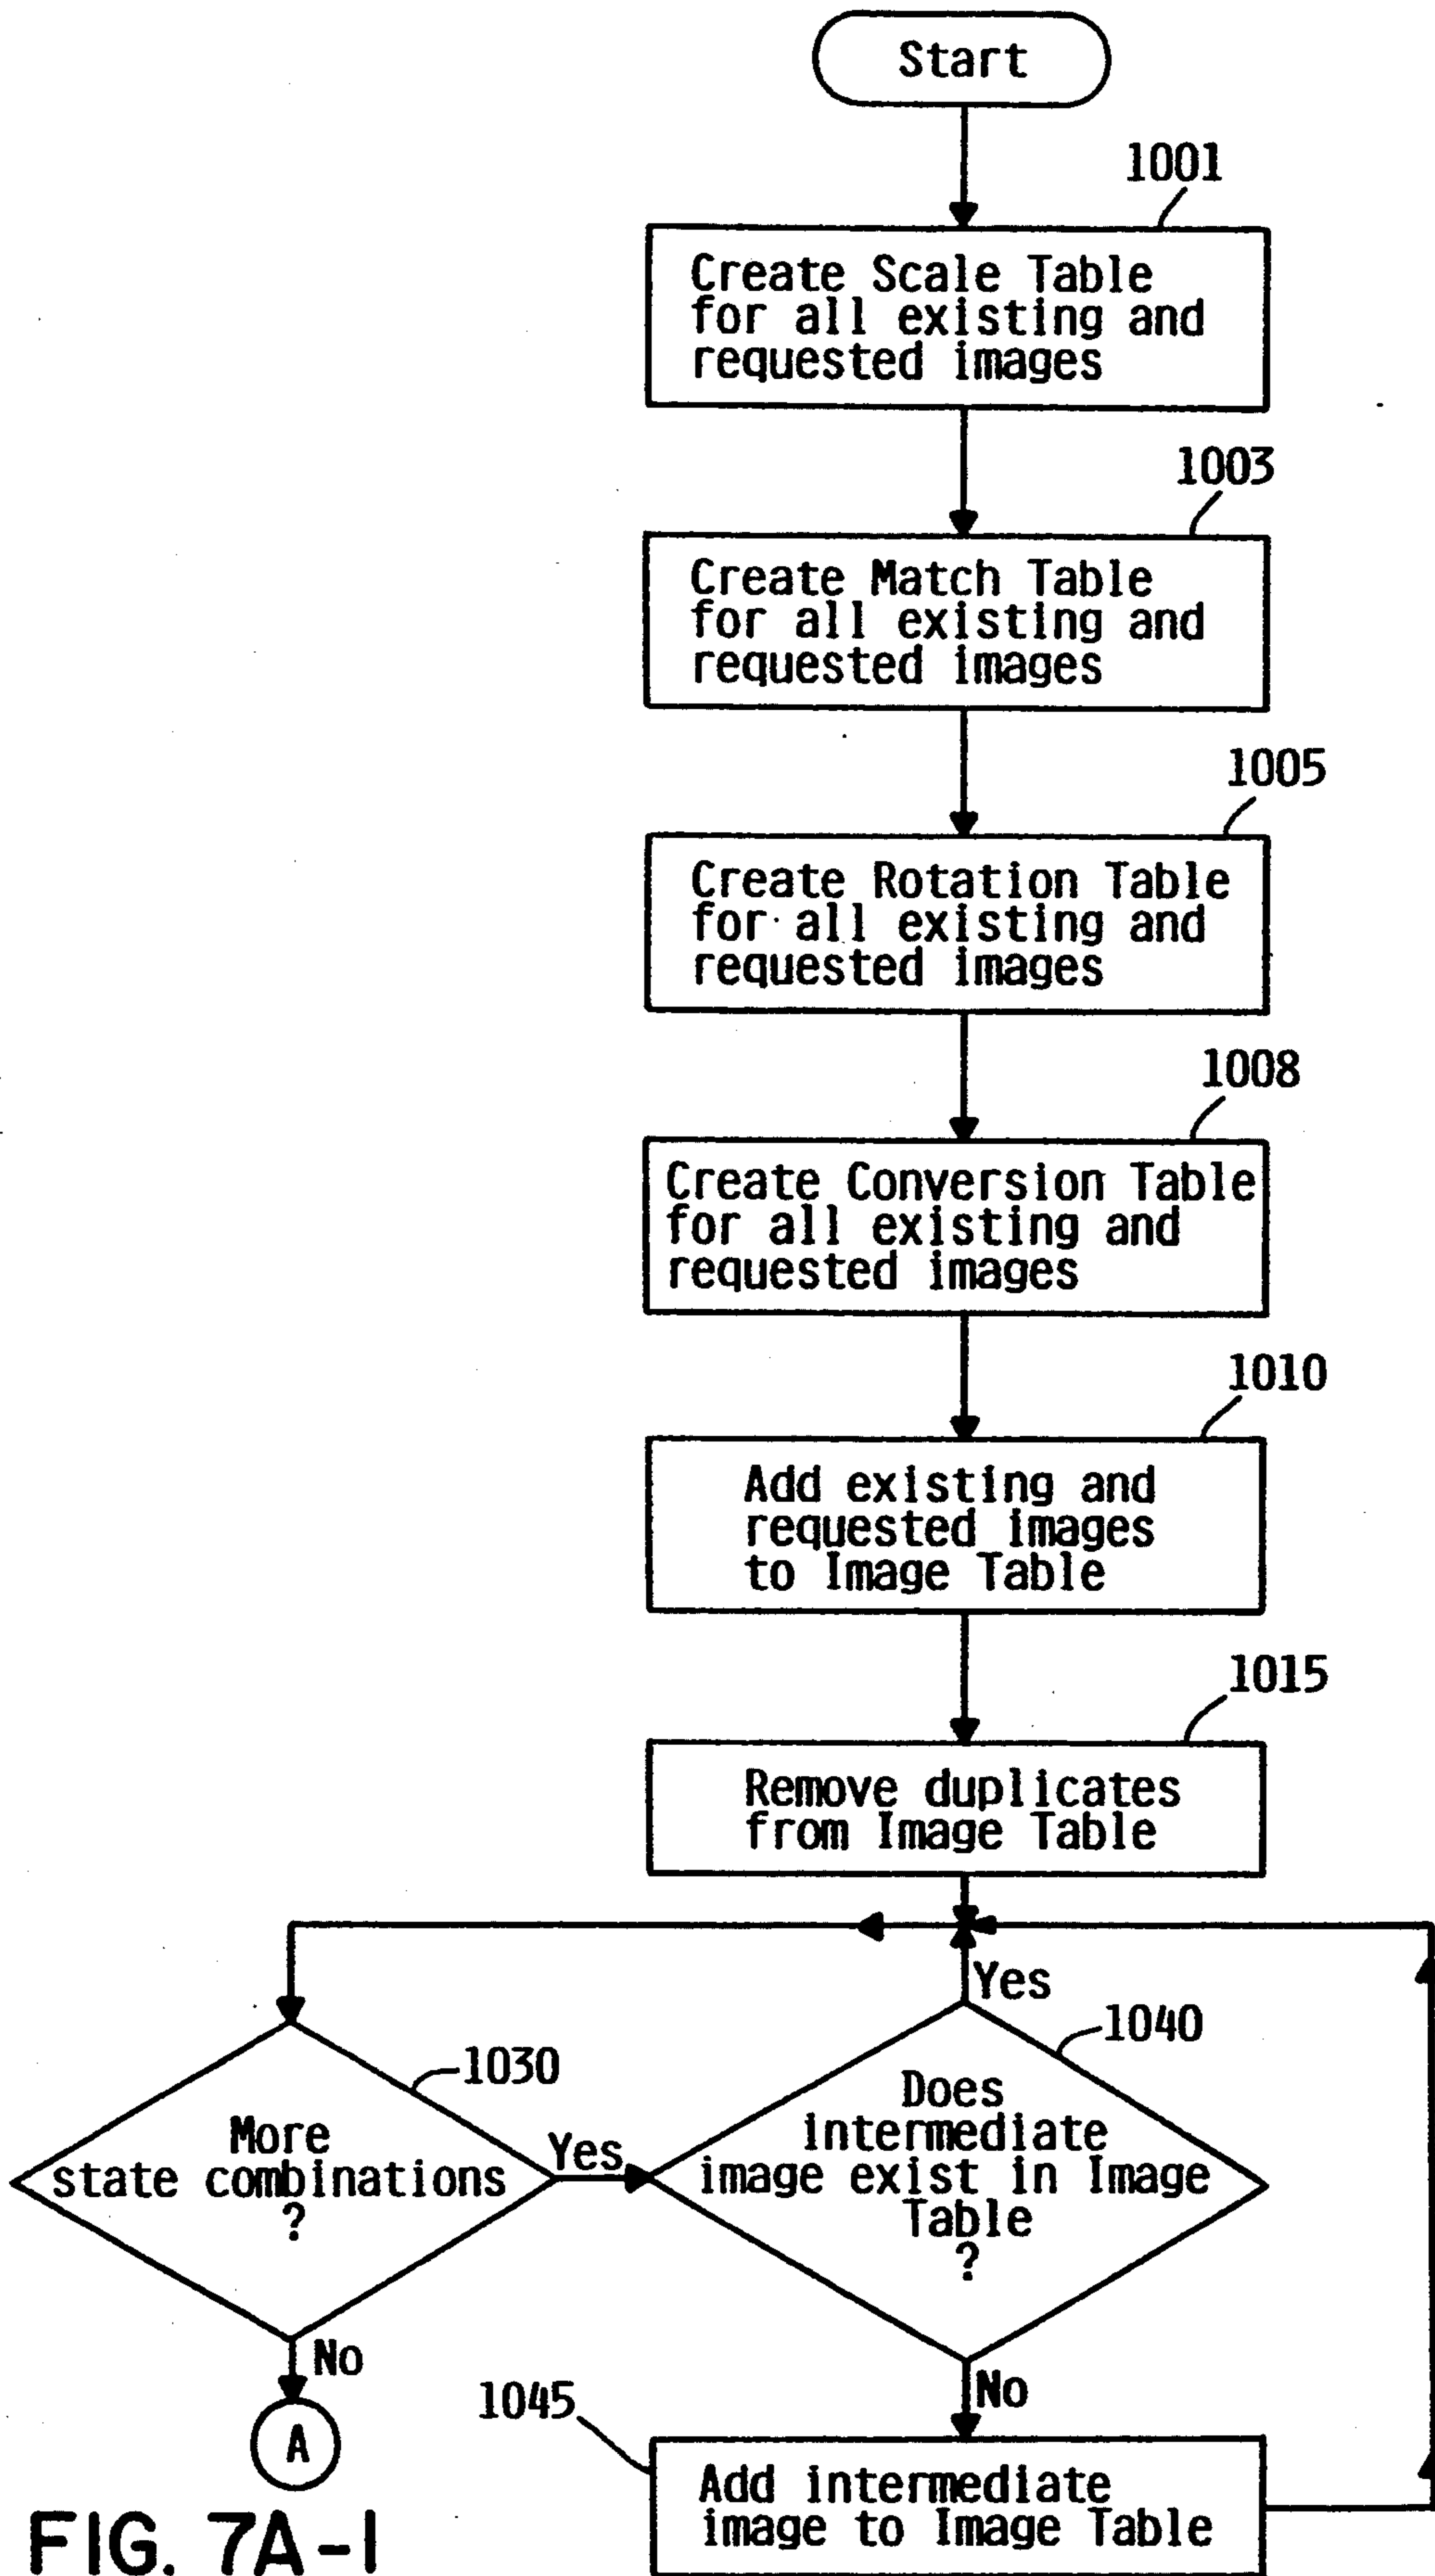 Start
1001
Create Scale Table
for all existing and
requested images
1003
Create Match Table
for all existing and
requested images
1005
Create Rotation Table
for all existing and
requested images
1008
Create Conversion Table
for all existing and
requested images
1010
Add existing and
requested images
to Image Table
1015
Remove duplicates
from Image Table
Yes
1040
1030
Does
intermediate
image exist in Image
Table
?
More
state combinations
?
Yes
No
No
1045
A
Add intermediate
image to Image Table
FIG. 7A-1